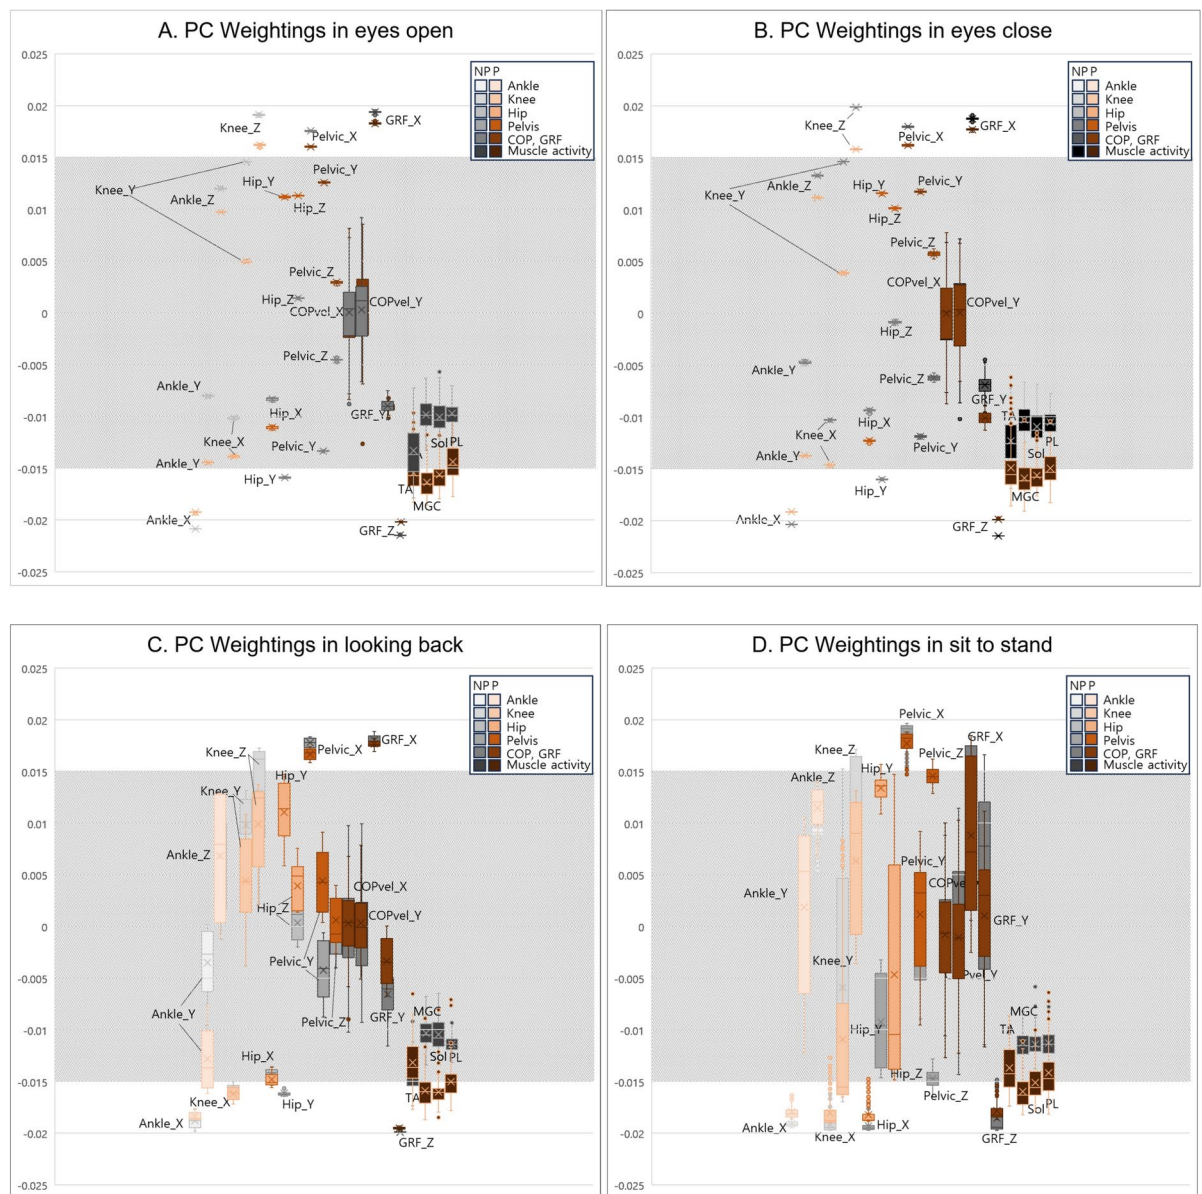 A. PC Weightings in eyes open
0.025
0.02
0.015
0.01
0.005
0
-0.005
-0.01
-0.015
-0.02
-0.025
NP P
Ankle
Knee
Hip
Pelvis
COP, GRF
Muscle activity
Knee_Z
Pelvic_X
GRF_X
Knee_Y
Ankle_Z
Hip_Y
Pelvic_Y
Hip_Z
Pelvic_Z
Hip_Z
COPvel_X
COPvel_Y
Pelvic_Z
Ankle_Y
Hip_X
GRF_Y
Knee_X
Pelvic_Y
Sol
PL
Ankle_Y
Hip_Y
TA
MGC
Ankle_X
GRF_Z
B. PC Weightings in eyes close
0.025
0.02
0.015
0.01
0.005
0
-0.005
-0.01
-0.015
-0.02
-0.025
NP P
Ankle
Knee
Hip
Pelvis
COP, GRF
Muscle activity
Knee_Z
Pelvic_X
GRF_X
Knee_Y
Ankle_Z
Hip_Y
Pelvic_Y
Hip_Z
Pelvic_Z
COPvel_X
COPvel_Y
Hip_Z
Ankle_Y
Pelvic_Z
GRF_Y
Hip_X
TA
Knee_X
Pelvic_Y
PL
Ankle_Y
Sol
Hip_Y
MGC
Ankle_X
GRF_Z
C. PC Weightings in looking back
0.025
0.02
0.015
0.01
0.005
0
-0.005
-0.01
-0.015
-0.02
-0.025
NP P
Ankle
Knee
Hip
Pelvis
COP, GRF
Muscle activity
Knee_Z
Pelvic_X
GRF_X
Hip_Y
Knee_Y
Ankle_Z
COPvel_X
Hip_Z
COPvel_Y
Pelvic_Y
Ankle_Y
Pelvic_Z
GRF_Y
MGC
Hip_X
Sol
PL
Knee_X
Hip_Y
TA
Ankle_X
GRF_Z
D. PC Weightings in sit to stand
0.025
0.02
0.015
0.01
0.005
0
-0.005
-0.01
-0.015
-0.02
-0.025
NP P
Ankle
Knee
Hip
Pelvis
COP, GRF
Muscle activity
Pelvic_X
GRF_X
Knee_Z
Pelvic_Z
Ankle_Z
Hip_Y
Pelvic_Y
Ankle_Y
GRF_Y
Knee_Y
MGC
Hip_Y
TA
Hip_Z
Pelvic_Z
Sol
PL
Ankle_X
Knee_X
Hip_X
GRF_Z